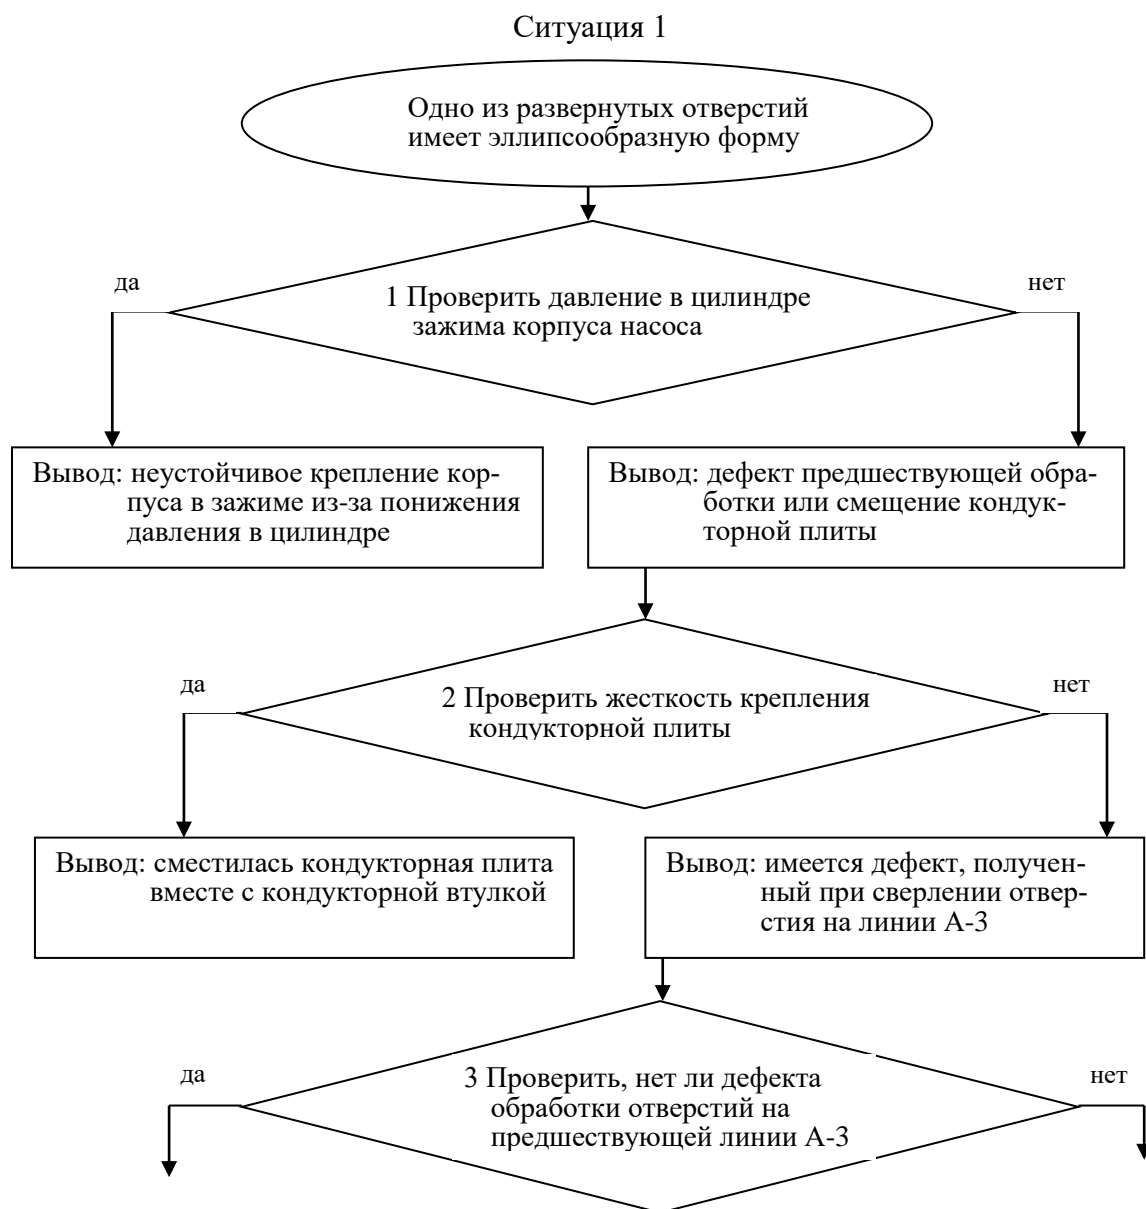 Ситуация 1
Одно из развернутых отверстий
имеет эллипсообразную форму
да
нет
1 Проверить давление в цилиндре
зажима корпуса насоса
Вывод: неустойчивое крепление кор-
пуса в зажиме из-за понижения
давления в цилиндре
Вывод: дефект предшествующей обра-
ботки или смещение кондук-
торной плиты
да
нет
2 Проверить жесткость крепления
кондукторной плиты
Вывод: сместилась кондукторная плита
вместе с кондукторной втулкой
Вывод: имеется дефект, получен-
ный при сверлении отвер-
стия на линии А-3
да
нет
3 Проверить, нет ли дефекта
обработки отверстий на
предшествующей линии А-3